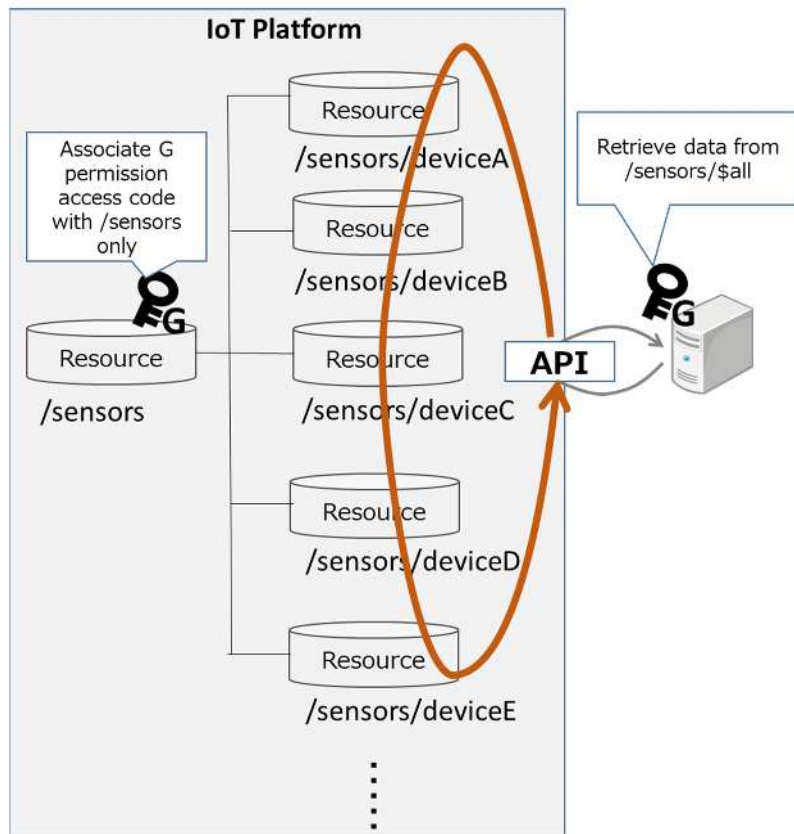 IoT Platform
Resource
/sensors/deviceA
Associate G
permission
access code
with /sensors
only
Retrieve data from
/sensors/$all
Resource
/sensors/deviceB
G
G
Resource
/sensors
Resource
/sensors/deviceC
API
Resource
/sensors/deviceD
Resource
/sensors/deviceE